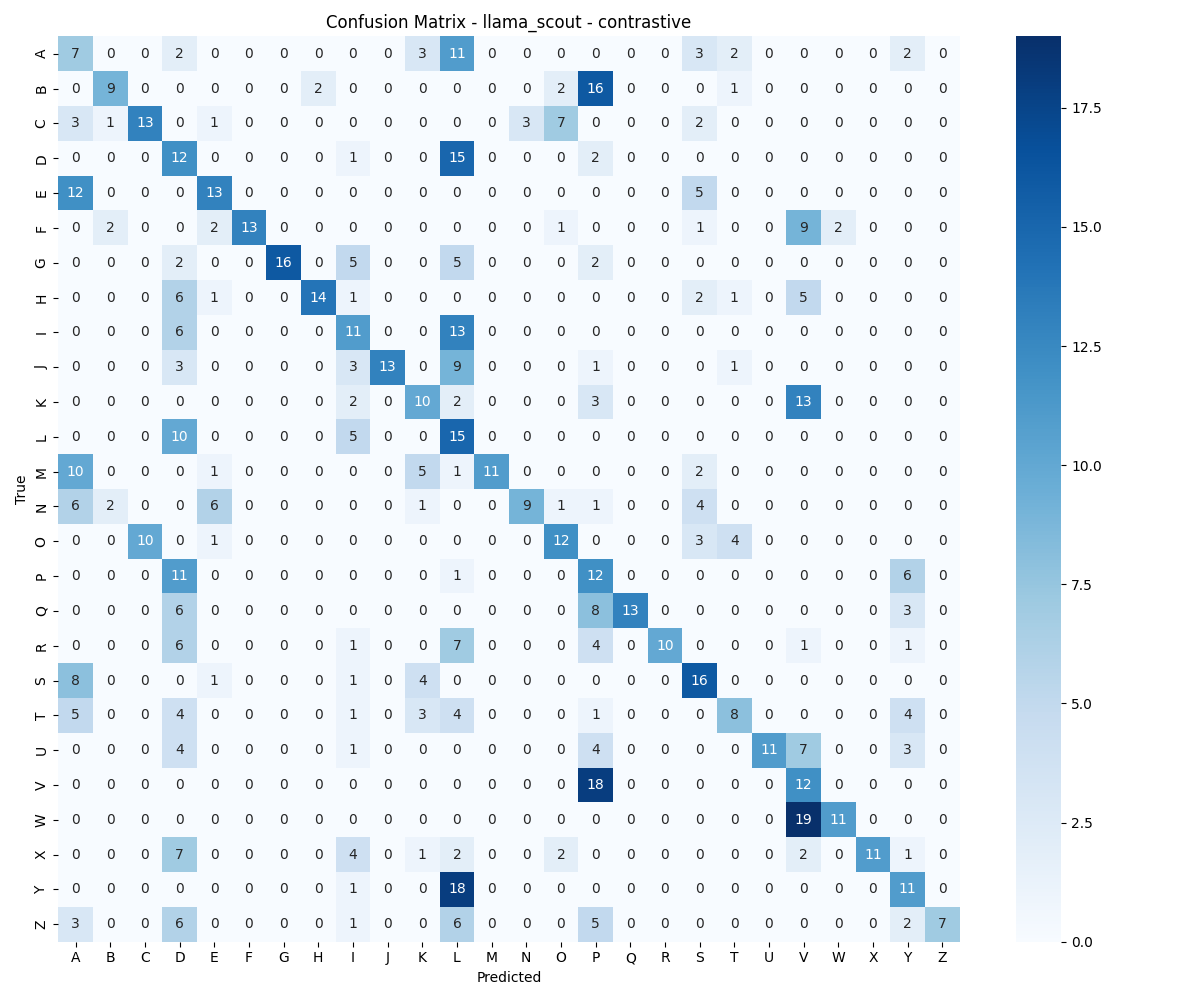 Confusion Matrix - llama_scout - contrastive
A 7 0 0 2 0 0 0 0 0 0 3 11 0 0 0 0 0 0 3 2 0 0 0 0 2 0
B 0 9 0 0 0 0 0 2 0 0 0 0 0 0 2 16 0 0 0 1 0 0 0 0 0 0
C 3 1 13 0 1 0 0 0 0 0 0 0 0 3 7 0 0 0 2 0 0 0 0 0 0 0
D 0 0 0 12 0 0 0 0 1 0 0 15 0 0 0 2 0 0 0 0 0 0 0 0 0 0
E 12 0 0 0 13 0 0 0 0 0 0 0 0 0 0 0 0 0 5 0 0 0 0 0 0 0
F 0 2 0 0 2 13 0 0 0 0 0 0 0 0 1 0 0 0 1 0 0 9 2 0 0 0
G 0 0 0 2 0 0 16 0 5 0 0 5 0 0 0 2 0 0 0 0 0 0 0 0 0 0
H 0 0 0 6 1 0 0 14 1 0 0 0 0 0 0 0 0 0 2 1 0 5 0 0 0 0
I 0 0 0 6 0 0 0 0 11 0 0 13 0 0 0 0 0 0 0 0 0 0 0 0 0 0
J 0 0 0 3 0 0 0 0 3 13 0 9 0 0 0 1 0 0 0 1 0 0 0 0 0 0
K 0 0 0 0 0 0 0 0 2 0 10 2 0 0 0 3 0 0 0 0 0 13 0 0 0 0
L 0 0 0 10 0 0 0 0 5 0 0 15 0 0 0 0 0 0 0 0 0 0 0 0 0 0
M 10 0 0 0 1 0 0 0 0 0 5 1 11 0 0 0 0 0 2 0 0 0 0 0 0 0
N 6 2 0 0 6 0 0 0 0 0 1 0 0 9 1 1 0 0 4 0 0 0 0 0 0 0
O 0 0 10 0 1 0 0 0 0 0 0 0 0 0 12 0 0 0 3 4 0 0 0 0 0 0
P 0 0 0 11 0 0 0 0 0 0 0 1 0 0 0 12 0 0 0 0 0 0 0 0 6 0
Q 0 0 0 6 0 0 0 0 0 0 0 0 0 0 0 8 13 0 0 0 0 0 0 0 3 0
R 0 0 0 6 0 0 0 0 1 0 0 7 0 0 0 4 0 10 0 0 0 1 0 0 1 0
S 8 0 0 0 1 0 0 0 1 0 4 0 0 0 0 0 0 0 16 0 0 0 0 0 0 0
T 5 0 0 4 0 0 0 0 1 0 3 4 0 0 0 1 0 0 0 8 0 0 0 0 4 0
U 0 0 0 4 0 0 0 0 1 0 0 0 0 0 0 4 0 0 0 0 11 7 0 0 3 0
V 0 0 0 0 0 0 0 0 0 0 0 0 0 0 0 18 0 0 0 0 0 12 0 0 0 0
W 0 0 0 0 0 0 0 0 0 0 0 0 0 0 0 0 0 0 0 0 0 19 11 0 0 0
X 0 0 0 7 0 0 0 0 4 0 1 2 0 0 2 0 0 0 0 0 0 2 0 11 1 0
Y 0 0 0 0 0 0 0 0 1 0 0 18 0 0 0 0 0 0 0 0 0 0 0 0 11 0
Z 3 0 0 6 0 0 0 0 1 0 0 6 0 0 0 5 0 0 0 0 0 0 0 0 2 7
A B C D E F G H I J K L M N O P Q R S T U V W X Y Z
Predicted
True
17.5
15.0
12.5
10.0
7.5
5.0
2.5
0.0